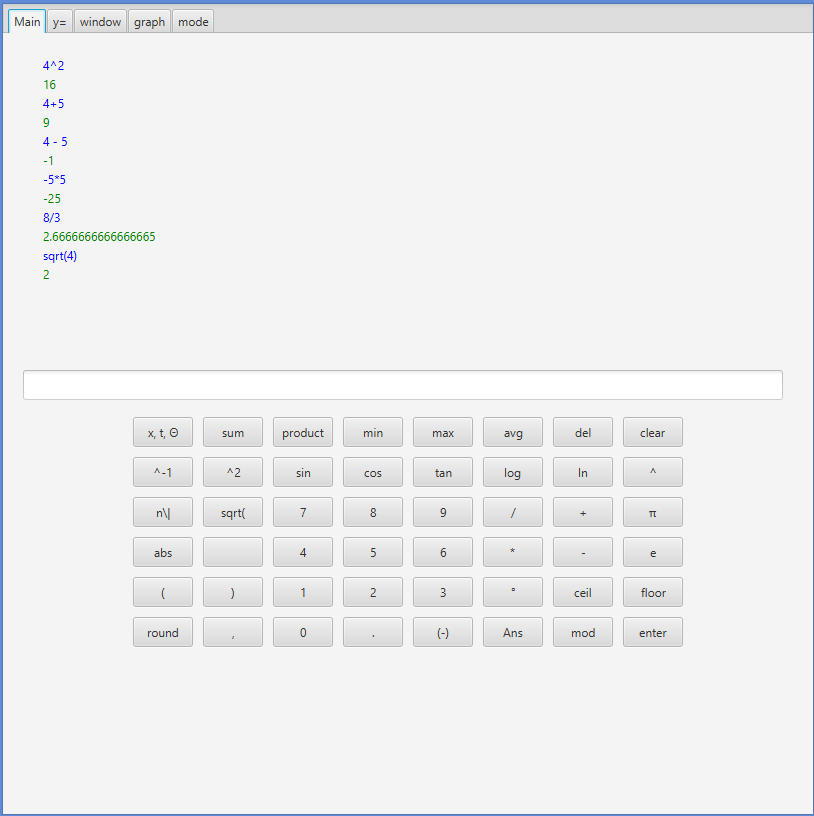 Main y= window graph mode
4^2
16
4+5
9
4 - 5
-1
-5*5
-25
8/3
2.6666666666666665
sqrt(4)
2
x, t, Θ sum product min max avg del clear
^-1 ^2 sin cos tan log ln ^
n\| sqrt( 7 8 9 / + π
abs 4 5 6 * - e
( ) 1 2 3 ° ceil floor
round , 0 . (-) Ans mod enter